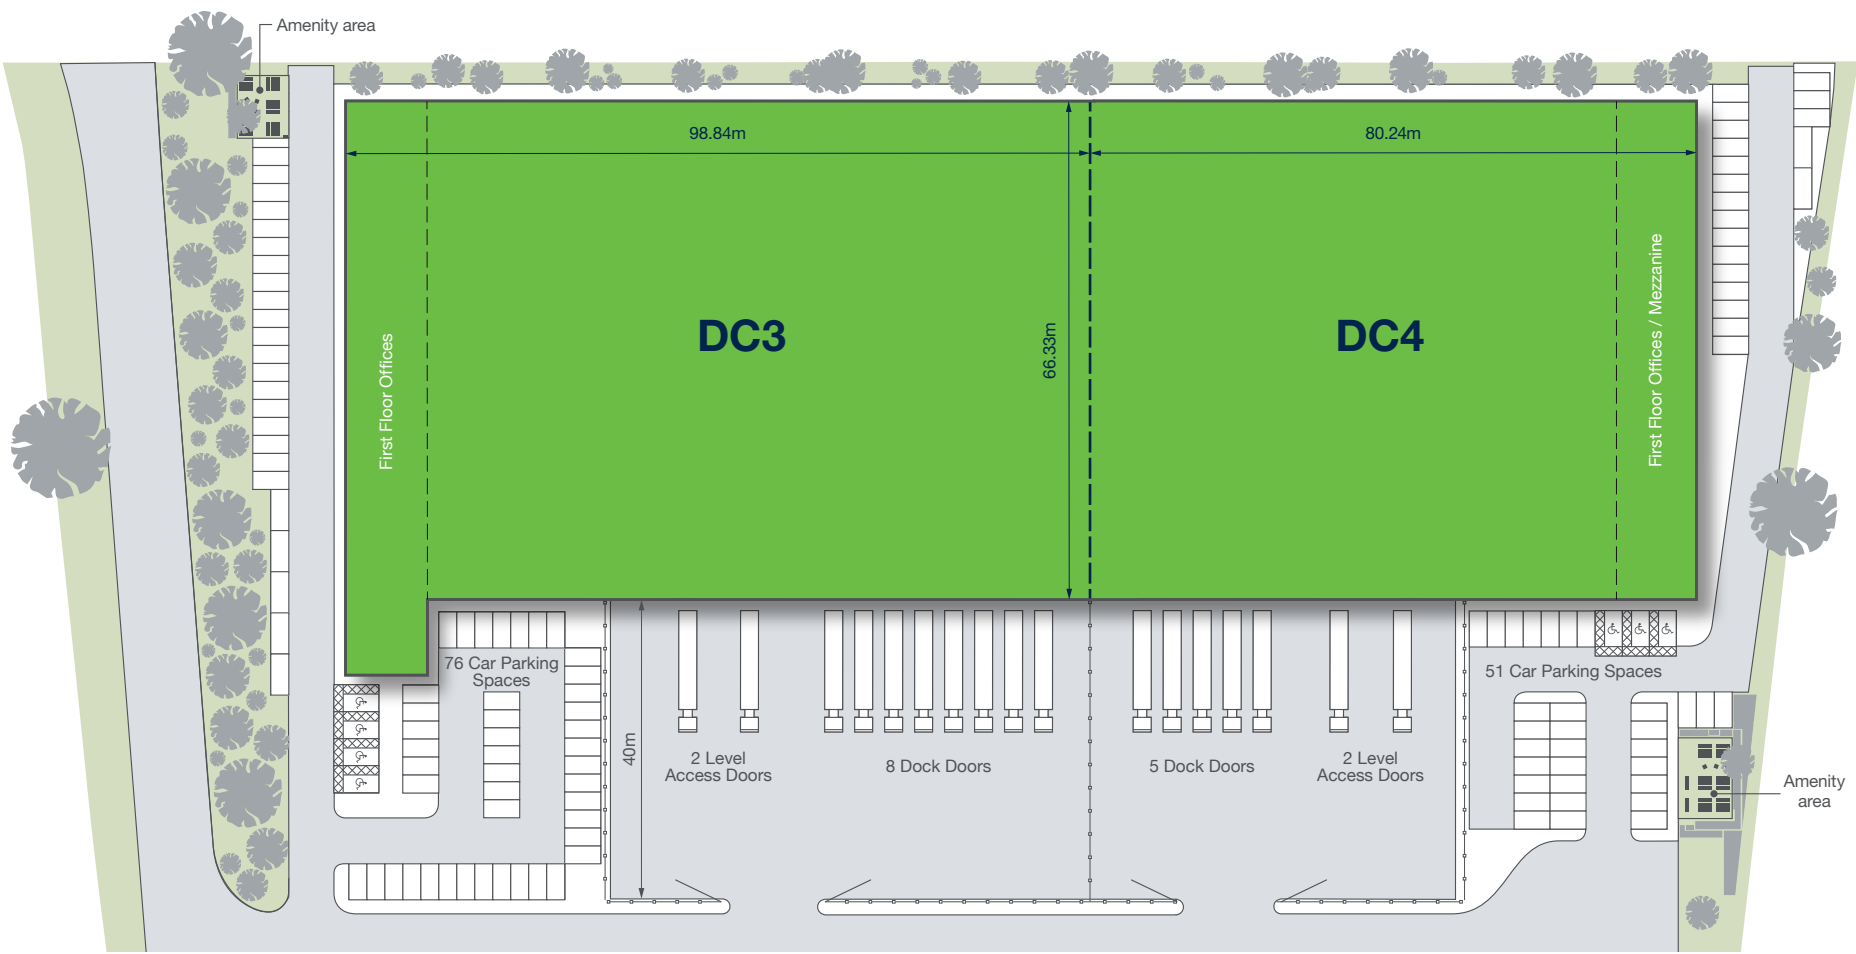 Amenity area
98.84m
80.24m
DC3
DC4
66.33m
First Floor Offices
First Floor Offices / Mezzanine
76 Car Parking
Spaces
51 Car Parking Spaces
40m
2 Level
Access Doors
8 Dock Doors
5 Dock Doors
2 Level
Access Doors
Amenity
area